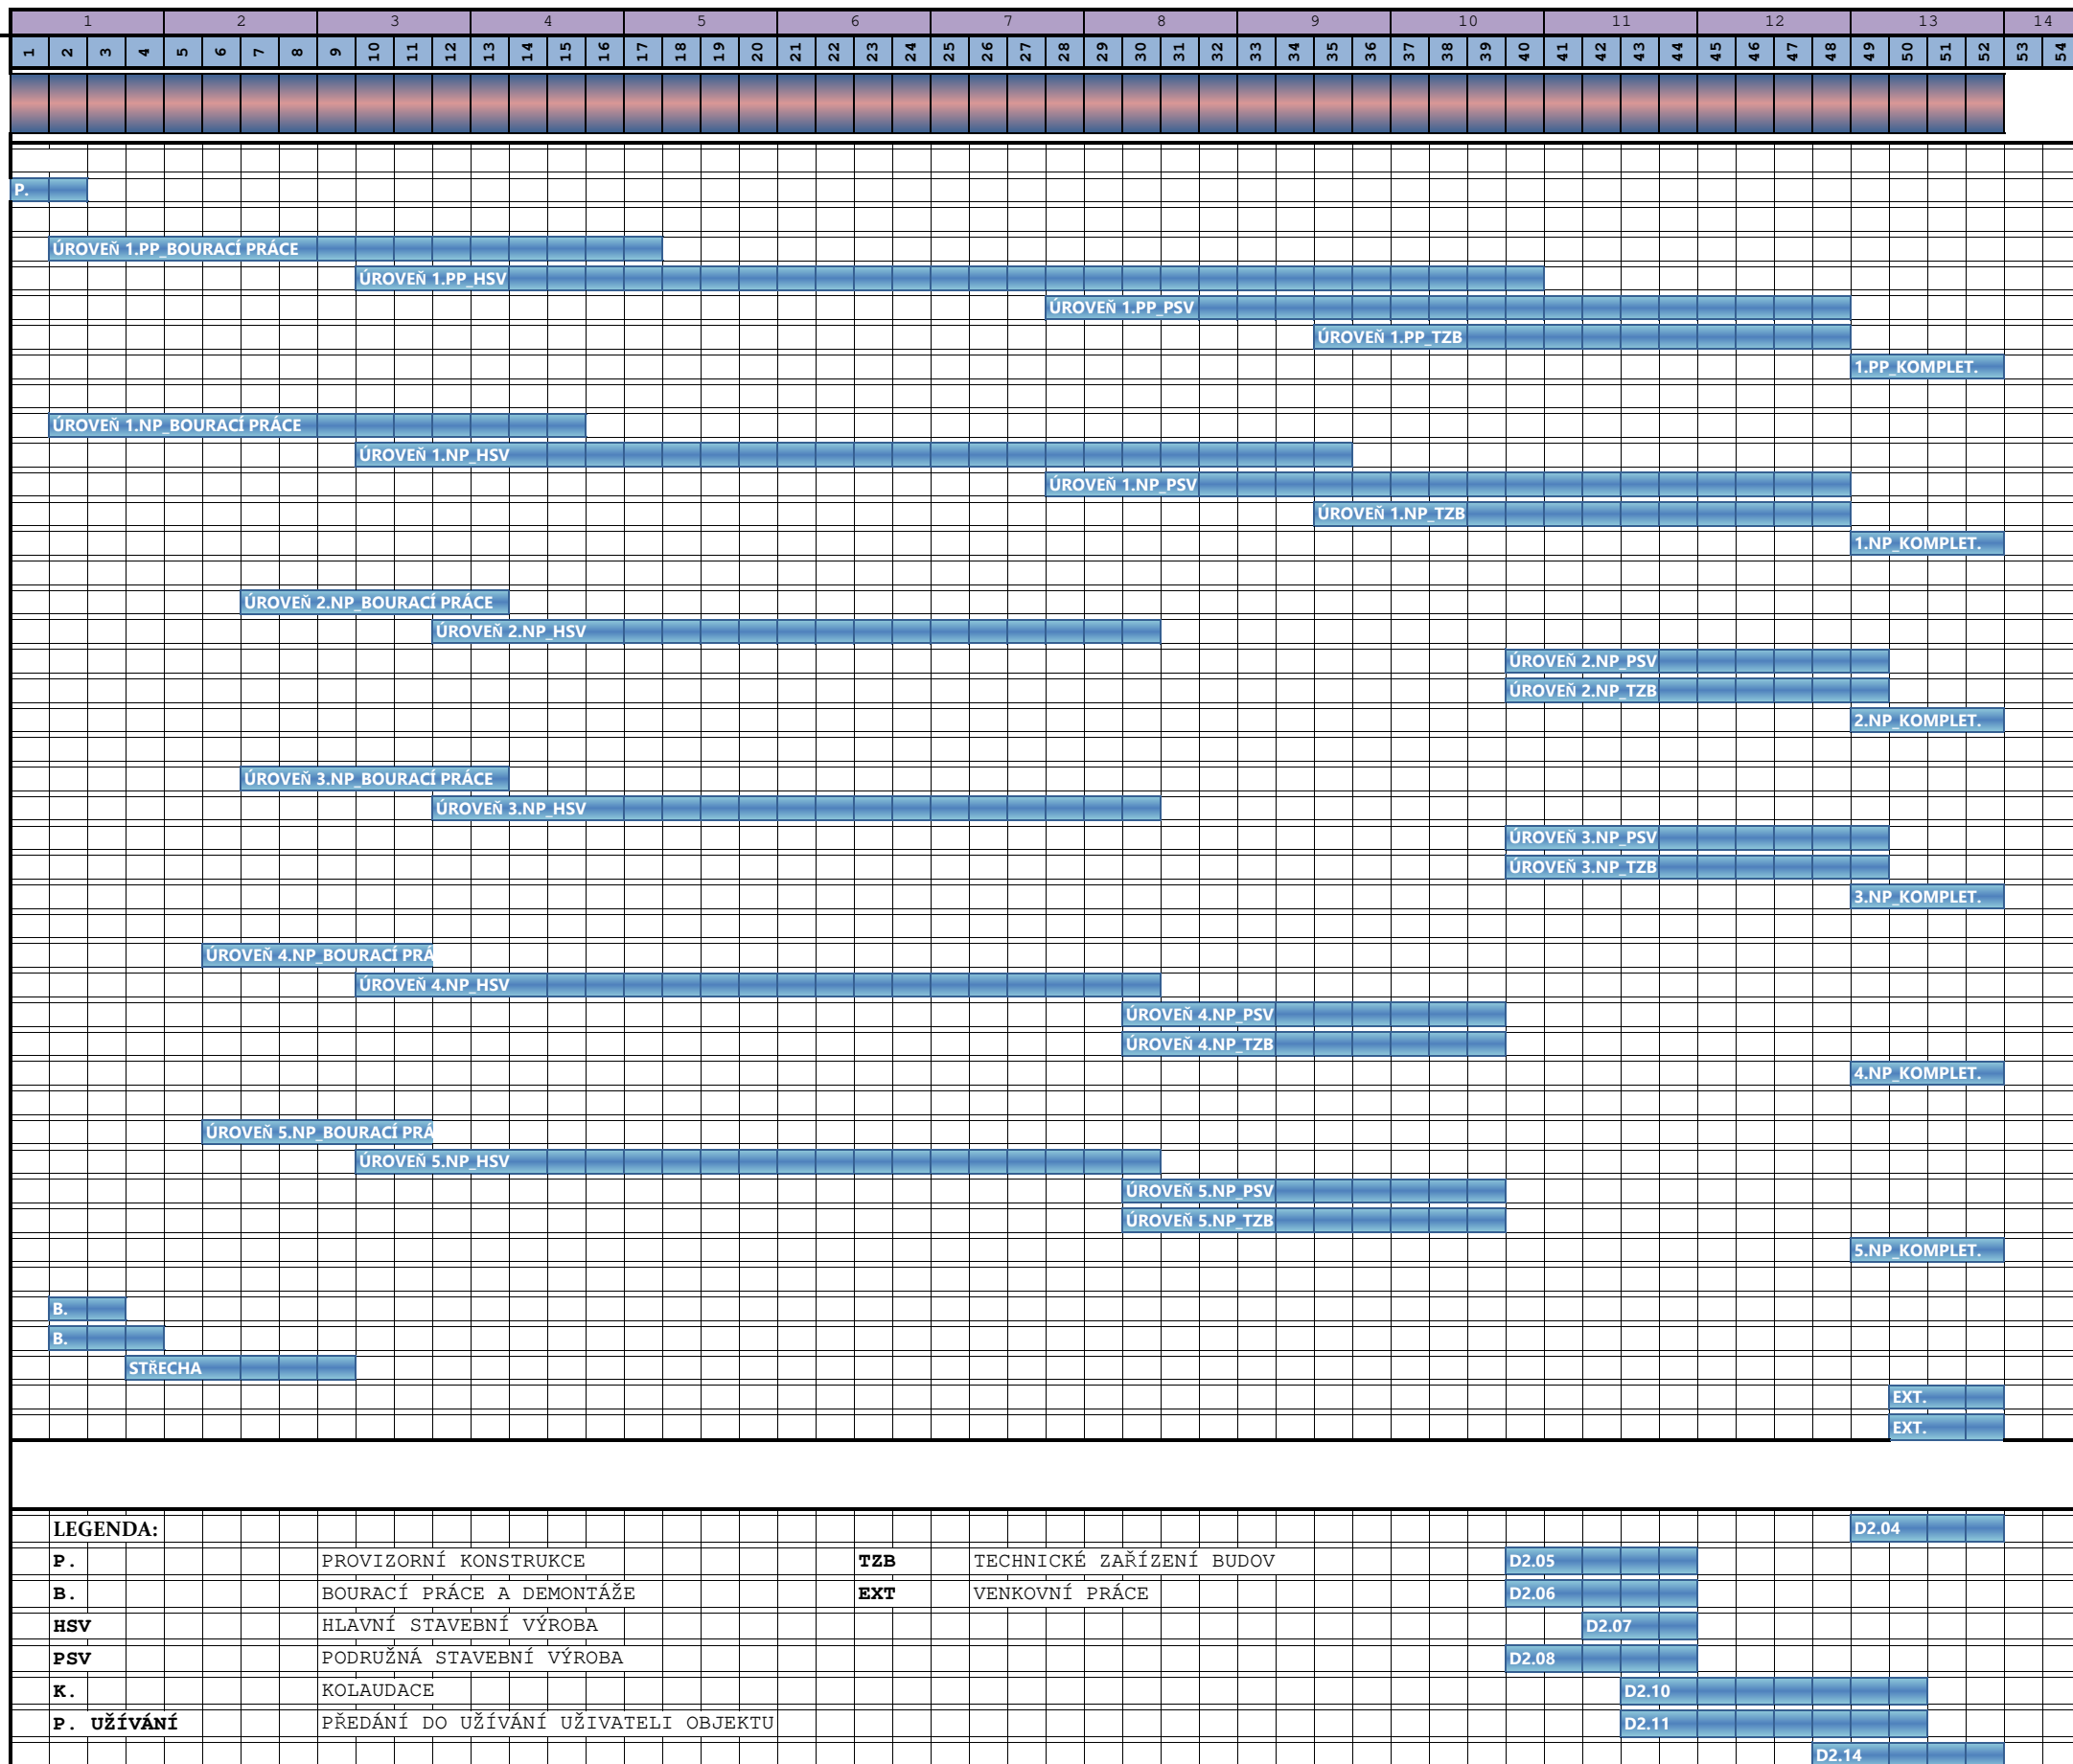 1 2 3 4 5 6 7 8 9 10 11 12 13 14
1 2 3 4 5 6 7 8 9 10 11 12 13 14 15 16 17 18 19 20 21 22 23 24 25 26 27 28 29 30 31 32 33 34 35 36 37 38 39 40 41 42 43 44 45 46 47 48 49 50 51 52 53 54
P.
ÚROVEŇ 1.PP_BOURACÍ PRÁCE
ÚROVEŇ 1.PP_HSV
ÚROVEŇ 1.PP_PSV
ÚROVEŇ 1.PP_TZB
1.PP_KOMPLET.
ÚROVEŇ 1.NP_BOURACÍ PRÁCE
ÚROVEŇ 1.NP_HSV
ÚROVEŇ 1.NP_PSV
ÚROVEŇ 1.NP_TZB
1.NP_KOMPLET.
ÚROVEŇ 2.NP_BOURACÍ PRÁCE
ÚROVEŇ 2.NP_HSV
ÚROVEŇ 2.NP_PSV
ÚROVEŇ 2.NP_TZB
2.NP_KOMPLET.
ÚROVEŇ 3.NP_BOURACÍ PRÁCE
ÚROVEŇ 3.NP_HSV
ÚROVEŇ 3.NP_PSV
ÚROVEŇ 3.NP_TZB
3.NP_KOMPLET.
ÚROVEŇ 4.NP_BOURACÍ PRÁ
ÚROVEŇ 4.NP_HSV
ÚROVEŇ 4.NP_PSV
ÚROVEŇ 4.NP_TZB
4.NP_KOMPLET.
ÚROVEŇ 5.NP_BOURACÍ PRÁ
ÚROVEŇ 5.NP_HSV
ÚROVEŇ 5.NP_PSV
ÚROVEŇ 5.NP_TZB
5.NP_KOMPLET.
B.
B.
STŘECHA
EXT.
EXT.
LEGENDA: D2.04
P. PROVIZORNÍ KONSTRUKCE TZB TECHNICKÉ ZAŘÍZENÍ BUDOV D2.05
B. BOURACÍ PRÁCE A DEMONTÁŽE EXT VENKOVNÍ PRÁCE D2.06
HSV HLAVNÍ STAVEBNÍ VÝROBA D2.07
PSV PODRUŽNÁ STAVEBNÍ VÝROBA D2.08
K. KOLAUDACE D2.10
P. UŽÍVÁNÍ PŘEDÁNÍ DO UŽÍVÁNÍ UŽIVATELI OBJEKTU D2.11
D2.14